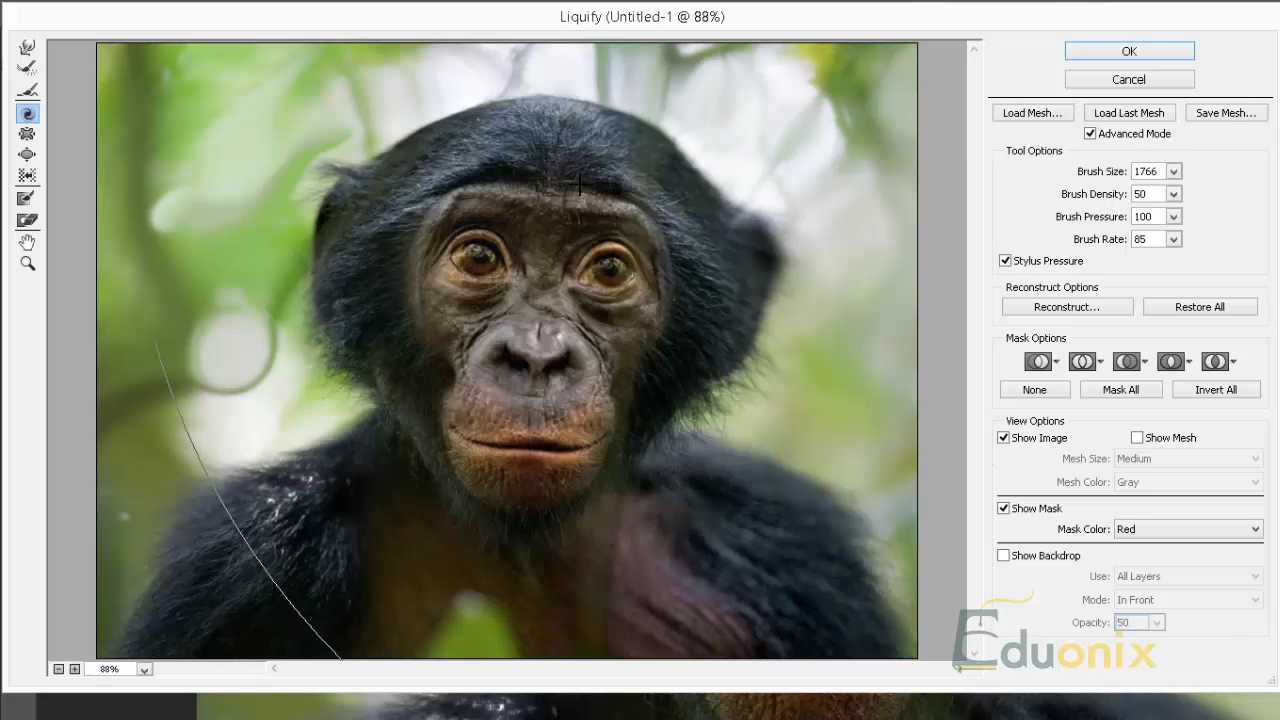 Liquify (Untitled-1 @ 88%)
OK
Cancel
Load Mesh...
Load Last Mesh
Save Mesh...
Advanced Mode
Tool Options
Brush Size: 1766
Brush Density: 50
Brush Pressure: 100
Brush Rate: 85
Stylus Pressure
Reconstruct Options
Reconstruct...
Restore All
Mask Options
None
Mask All
Invert All
View Options
Show Image
Show Mesh
Mesh Size: Medium
Mesh Color: Gray
Show Mask
Mask Color: Red
Show Backdrop
Use: All Layers
Mode: In Front
Opacity: 50
Eduonix
88%